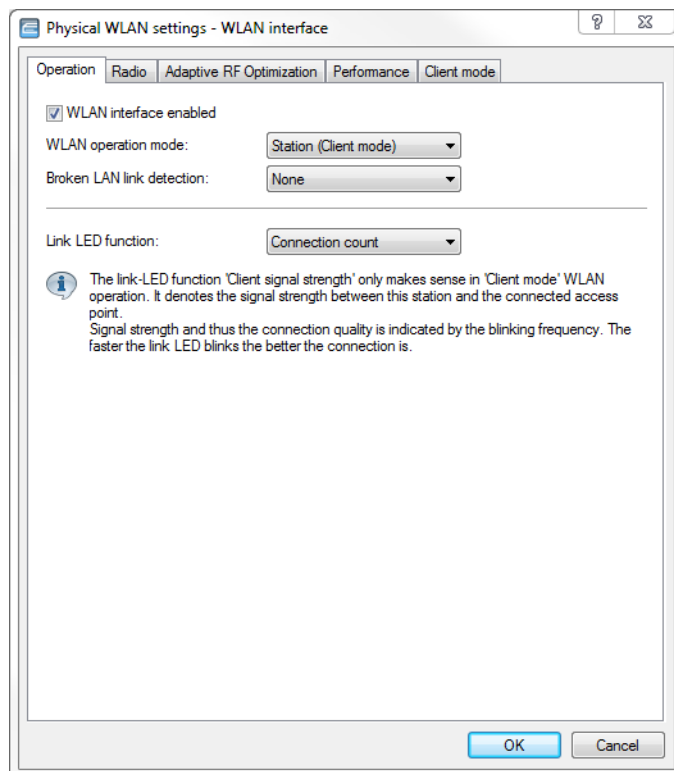 Physical WLAN settings - WLAN interface
Operation Radio Adaptive RF Optimization Performance Client mode
WLAN interface enabled
WLAN operation mode: Station (Client mode)
Broken LAN link detection: None
Link LED function: Connection count
The link-LED function 'Client signal strength' only makes sense in 'Client mode' WLAN
operation. It denotes the signal strength between this station and the connected access
point.
Signal strength and thus the connection quality is indicated by the blinking frequency. The
faster the link LED blinks the better the connection is.
OK Cancel